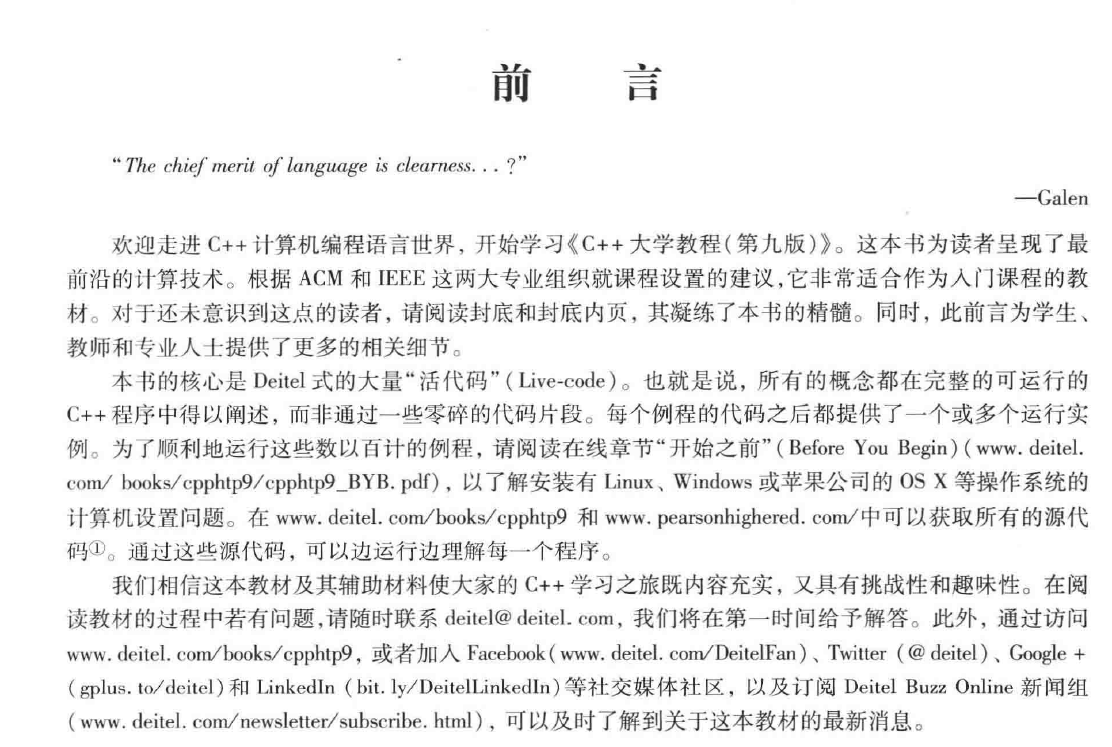 前 言
“The chief merit of language is clearness. . . ?”
—Galen
欢迎走进 C++ 计算机编程语言世界，开始学习《C++ 大学教程(第九版)》。这本书为读者呈现了最
前沿的计算技术。根据 ACM 和 IEEE 这两大专业组织就课程设置的建议,它非常适合作为入门课程的教
材。对于还未意识到这点的读者，请阅读封底和封底内页，其凝练了本书的精髓。同时，此前言为学生、
教师和专业人士提供了更多的相关细节。
本书的核心是 Deitel 式的大量“活代码”(Live-code)。也就是说，所有的概念都在完整的可运行的
C++ 程序中得以阐述，而非通过一些零碎的代码片段。每个例程的代码之后都提供了一个或多个运行实
例。为了顺利地运行这些数以百计的例程，请阅读在线章节“开始之前”(Before You Begin)(www. deitel.
com/ books/cpphtp9/cpphtp9_BYB. pdf)，以了解安装有 Linux、Windows 或苹果公司的 OS X 等操作系统的
计算机设置问题。在 www. deitel. com/books/cpphtp9 和 www. pearsonhighered. com/中可以获取所有的源代
码①。通过这些源代码，可以边运行边理解每一个程序。
我们相信这本教材及其辅助材料使大家的 C++ 学习之旅既内容充实，又具有挑战性和趣味性。在阅
读教材的过程中若有问题,请随时联系 deitel@ deitel. com，我们将在第一时间给予解答。此外，通过访问
www. deitel. com/books/cpphtp9，或者加入 Facebook(www. deitel. com/DeitelFan)、Twitter (@ deitel)、Google +
(gplus. to/deitel)和 LinkedIn (bit. ly/DeitelLinkedIn)等社交媒体社区，以及订阅 Deitel Buzz Online 新闻组
(www. deitel. com/newsletter/subscribe. html)，可以及时了解到关于这本教材的最新消息。